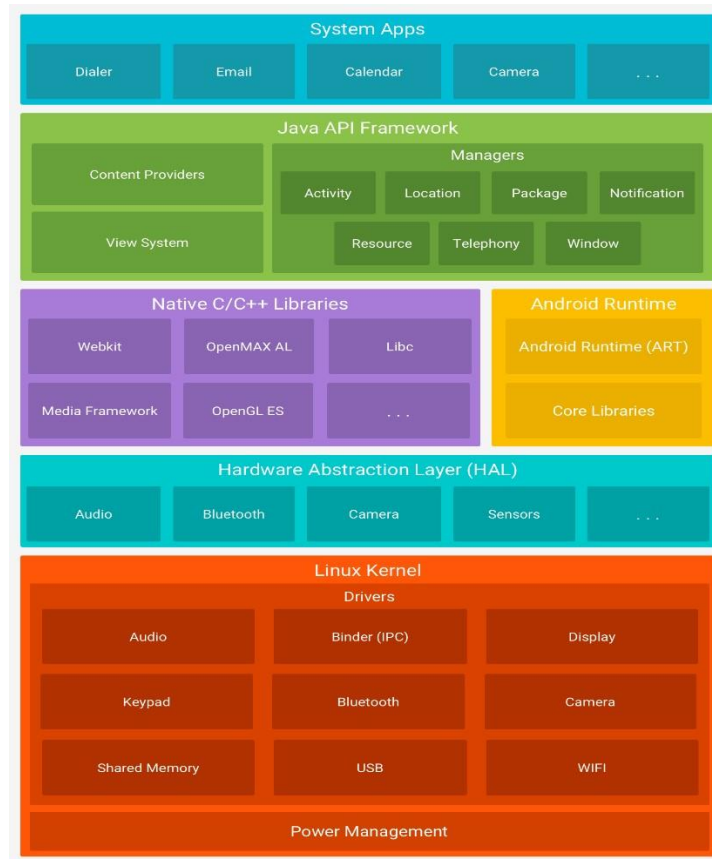 System Apps
Dialer Email Calendar Camera . . .
Java API Framework
Content Providers
View System
Managers
Activity Location Package Notification
Resource Telephony Window
Native C/C++ Libraries
Webkit OpenMAX AL Libc
Media Framework OpenGL ES . . .
Android Runtime
Android Runtime (ART)
Core Libraries
Hardware Abstraction Layer (HAL)
Audio Bluetooth Camera Sensors . . .
Linux Kernel
Drivers
Audio Binder (IPC) Display
Keypad Bluetooth Camera
Shared Memory USB WIFI
Power Management